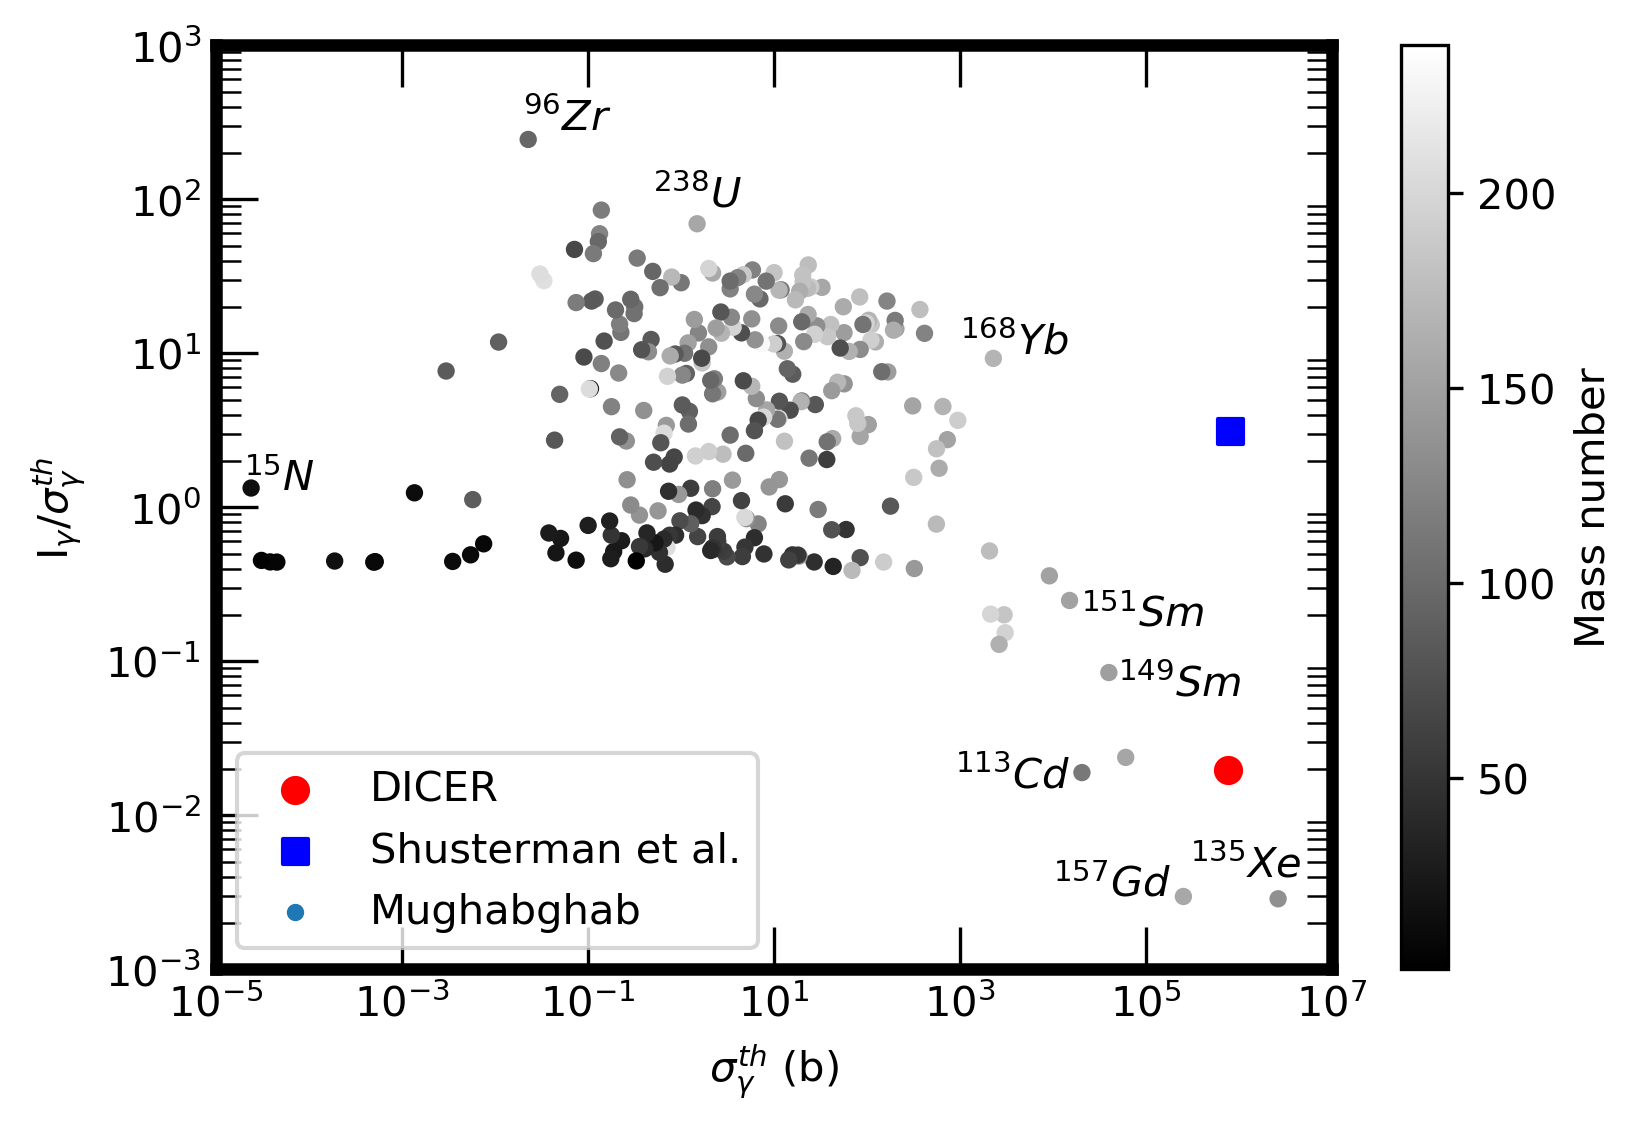 10³
10²
10¹
10⁰
10⁻¹
10⁻²
10⁻³
I_γ/σ_γ^th
⁹⁶Zr
²³⁸U
¹⁶⁸Yb
¹⁵N
¹⁵¹Sm
¹⁴⁹Sm
¹¹³Cd
¹⁵⁷Gd
¹³⁵Xe
DICER
Shusterman et al.
Mughabghab
10⁻⁵ 10⁻³ 10⁻¹ 10¹ 10³ 10⁵ 10⁷
σ_γ^th (b)
200
150
100
50
Mass number